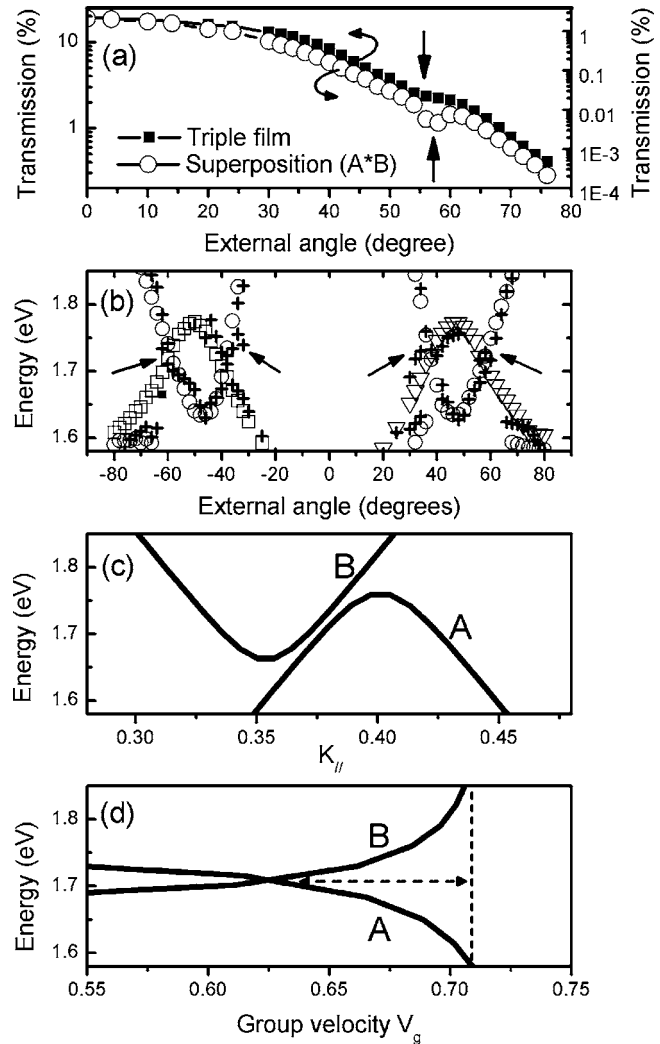 (a)
Transmission (%)
10
1
Triple film
Superposition (A*B)
1
0.1
0.01
1E-3
1E-4
Transmission (%)
0 10 20 30 40 50 60 70 80
External angle (degree)
(b)
Energy (eV)
1.8
1.7
1.6
-80 -60 -40 -20 0 20 40 60 80
External angle (degrees)
(c)
Energy (eV)
1.8
1.7
1.6
B
A
0.30 0.35 0.40 0.45
K//
(d)
Energy (eV)
1.8
1.7
1.6
B
A
0.55 0.60 0.65 0.70 0.75
Group velocity Vg